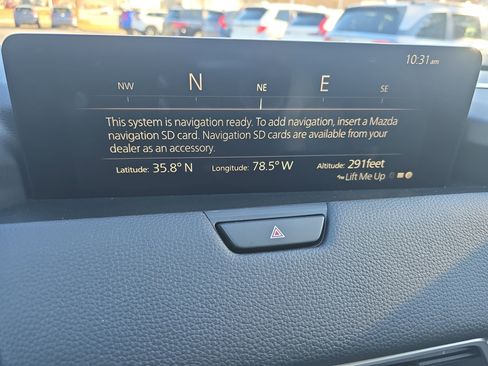 10:31 am
NW N NE E SE
This system is navigation ready. To add navigation, insert a Mazda
navigation SD card. Navigation SD cards are available from your
dealer as an accessory.
Latitude: 35.8° N Longitude: 78.5° W Altitude: 291feet
Lift Me Up